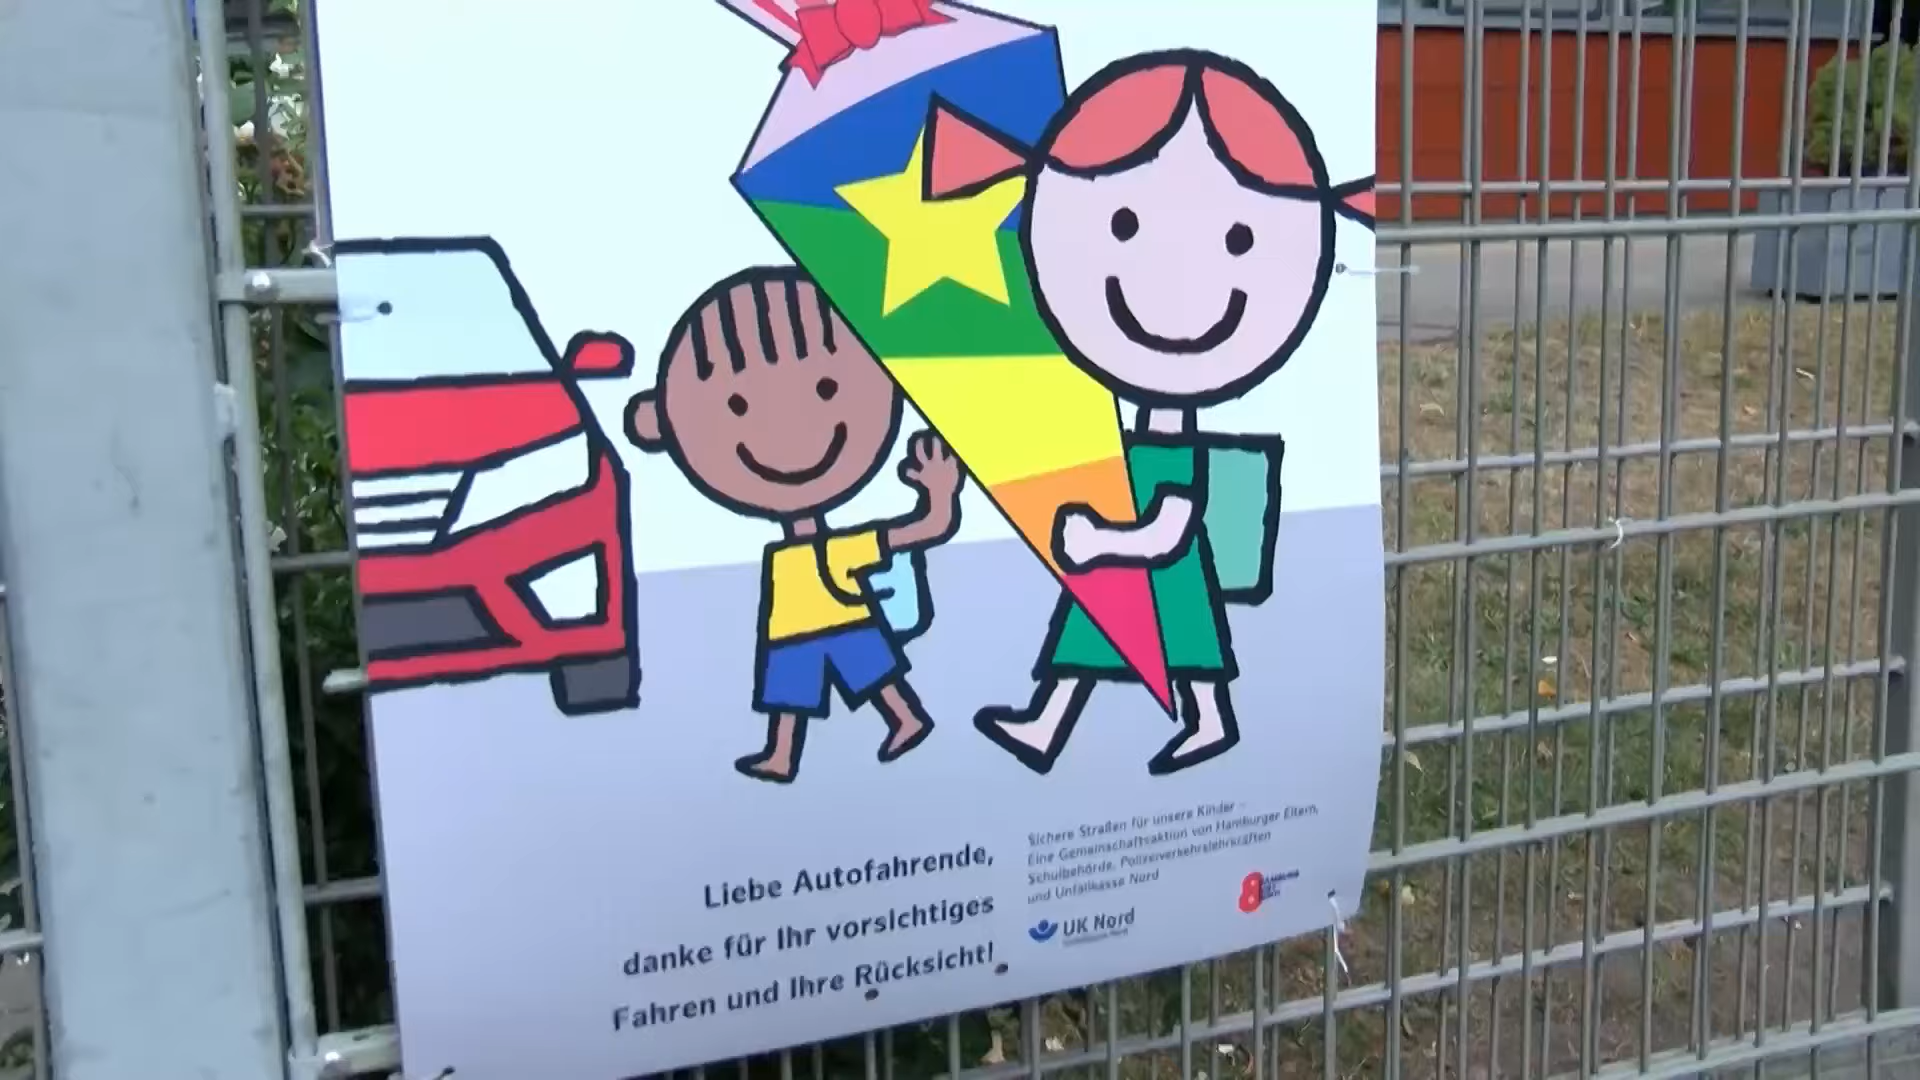 Liebe Autofahrende,
danke für Ihr vorsichtiges
Fahren und Ihre Rücksicht!
Sichere Straßen für unsere Kinder –
Eine Gemeinschaftsaktion von Hamburger Eltern,
Schulbehörde, Polizeiverkehrslehrkräften
und Unfallkasse Nord
UK Nord
8